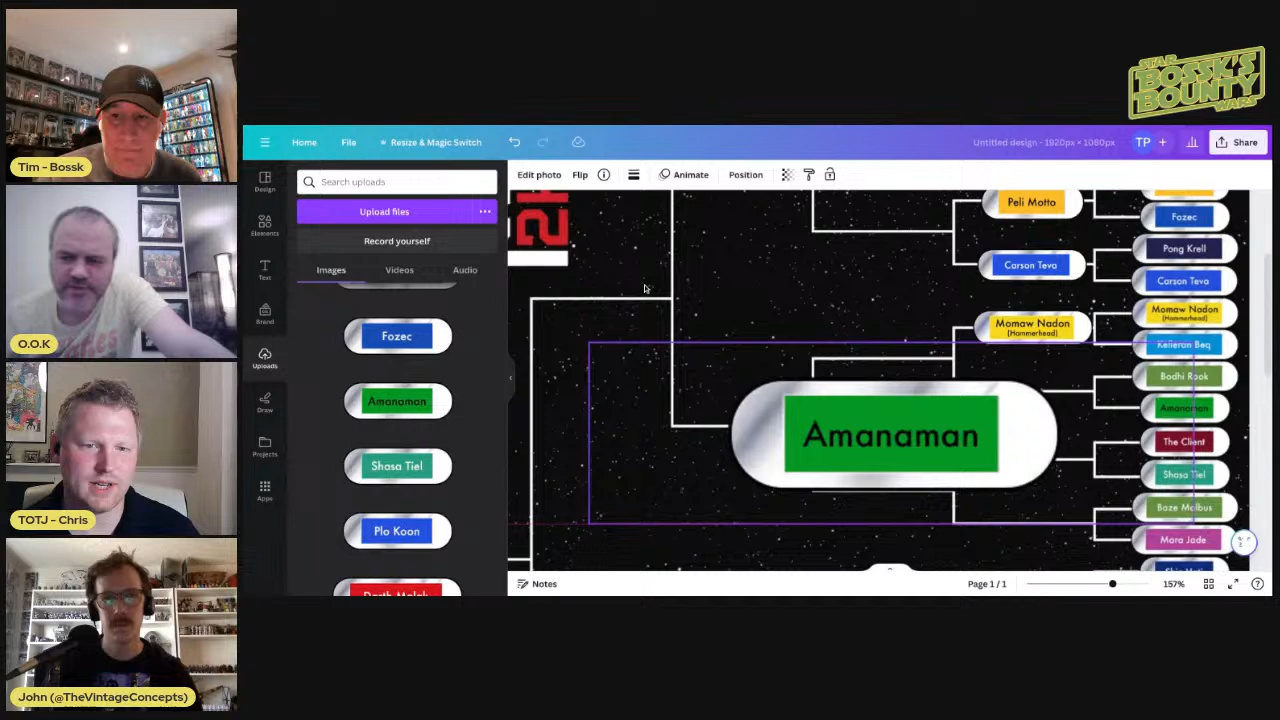 Tim - Bossk
O.O.K
TOTJ - Chris
John (@TheVintageConcepts)
STAR
BOSSK'S
BOUNTY
WARS
Home
File
Resize & Magic Switch
Untitled design - 1920px × 1080px
TP
+
Share
Design
Elements
Text
Brand
Uploads
Draw
Projects
Apps
Search uploads
Upload files
Record yourself
Images
Videos
Audio
Fozec
Amanaman
Shasa Tiel
Plo Koon
Darth Malak
Edit photo
Flip
Animate
Position
Peli Motto
Carson Teva
Momaw Nadon
(Hammerhead)
Amanaman
Fozec
Pong Krell
Carson Teva
Momaw Nadon
(Hammerhead)
Kelleran Beq
Bodhi Rook
Amanaman
The Client
Shasa Tiel
Baze Malbus
Mara Jade
Notes
Page 1 / 1
157%